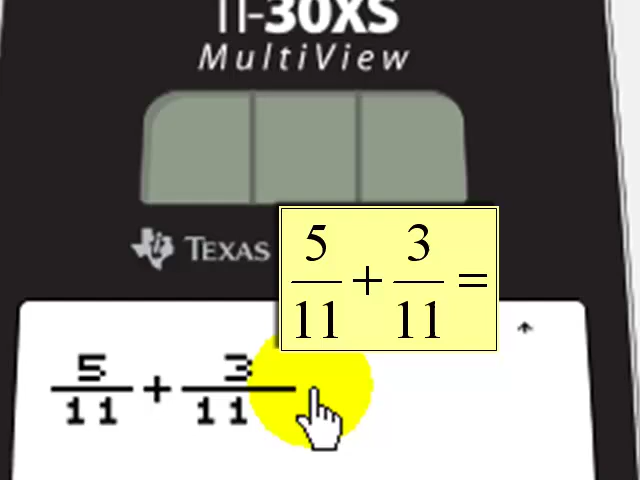 TI-30XS
MultiView
TEXAS
5/11 + 3/11 =
5/11 + 3/11